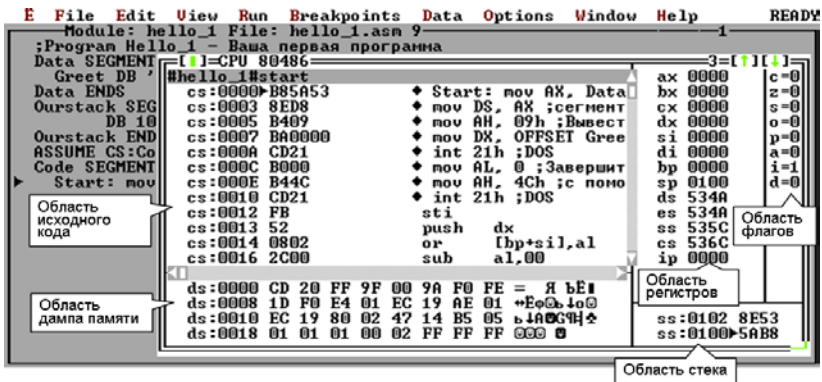 E File Edit View Run Breakpoints Data Options Window Help READY
Module: hello_1 File: hello_1.asm 9 1
;Program Hello_1 – Ваша первая программа
Data SEGMENT [▮]=CPU 80486 3=[↑][↓]
Greet DB ' #hello_1#start ax 0000 c=0
Data ENDS cs:0000▶B85A53 ◆ Start: mov AX, Data bx 0000 z=0
Ourstack SEG cs:0003 8ED8 ◆ mov DS, AX ;сегмент cx 0000 s=0
DB 10 cs:0005 B409 ◆ mov AH, 09h ;Вывест dx 0000 o=0
Ourstack END cs:0007 BA0000 ◆ mov DX, OFFSET Gree si 0000 p=0
ASSUME CS:Co cs:000A CD21 ◆ int 21h ;DOS di 0000 a=0
Code SEGMENT cs:000C B000 ◆ mov AL, 0 ;Завершит bp 0000 i=1
▶ Start: mov cs:000E B44C ◆ mov AH, 4Ch ;с помо sp 0100 d=0
cs:0010 CD21 ◆ int 21h ;DOS ds 534A
cs:0012 FB sti es 534A
cs:0013 52 push dx ss 535C
cs:0014 0802 or [bp+si],al cs 536C
cs:0016 2C00 sub al,00 ip 0000
Область
исходного
кода
Область
флагов
Область
регистров
ds:0000 CD 20 FF 9F 00 9A F0 FE = Я ЪЁ▮
ds:0008 1D F0 E4 01 EC 19 AE 01
ds:0010 EC 19 80 02 47 14 B5 05 ss:0102 8E53
ds:0018 01 01 01 00 02 FF FF FF ss:0100▶5AB8
Область
дампа памяти
Область стека